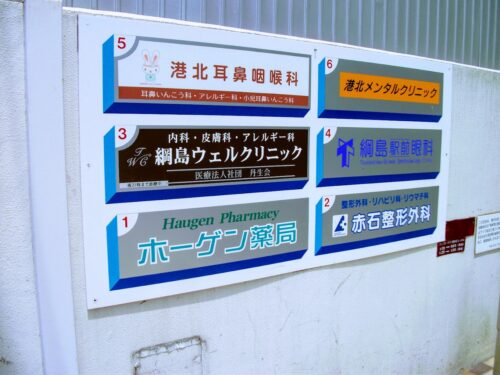 5
港北耳鼻咽喉科
耳鼻いんこう科・アレルギー科・小児耳鼻いんこう科
6
港北メンタルクリニック
3
内科・皮膚科・アレルギー科
TWC
綱島ウェルクリニック
医療法人社団 丹生会
4
綱島駅前眼科
1
Haugen Pharmacy
ホーゲン薬局
2
整形外科・リハビリ科・リウマチ科
赤石整形外科